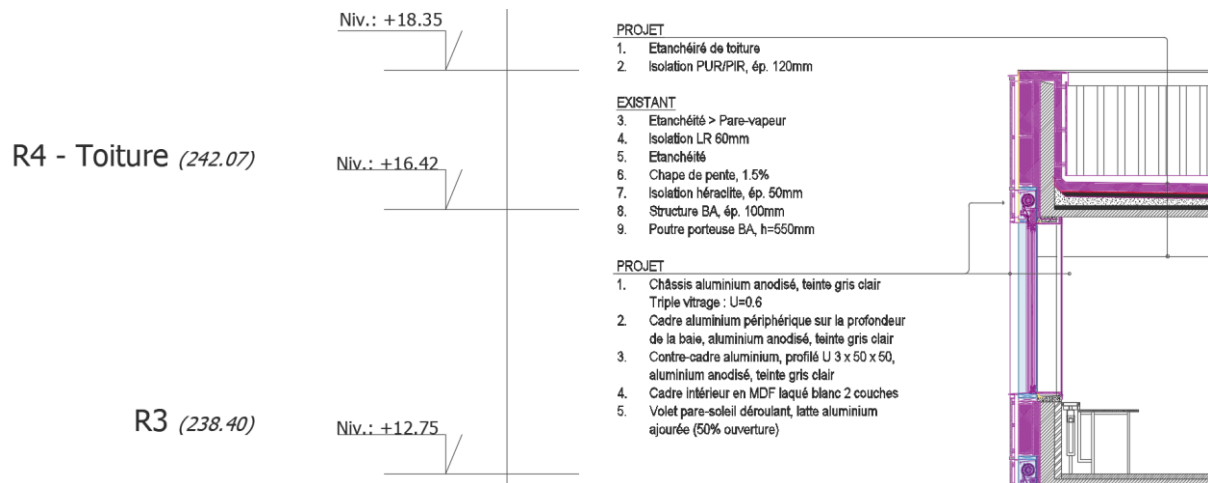 Niv.: +18.35
R4 - Toiture (242.07)
Niv.: +16.42
R3 (238.40)
Niv.: +12.75
PROJET
1. Etanchéiré de toiture
2. Isolation PUR/PIR, ép. 120mm
EXISTANT
3. Etanchéité > Pare-vapeur
4. Isolation LR 60mm
5. Etanchéité
6. Chape de pente, 1.5%
7. Isolation héraclite, ép. 50mm
8. Structure BA, ép. 100mm
9. Poutre porteuse BA, h=550mm
PROJET
1. Châssis aluminium anodisé, teinte gris clair
Triple vitrage : U=0.6
2. Cadre aluminium périphérique sur la profondeur
de la baie, aluminium anodisé, teinte gris clair
3. Contre-cadre aluminium, profilé U 3 x 50 x 50,
aluminium anodisé, teinte gris clair
4. Cadre intérieur en MDF laqué blanc 2 couches
5. Volet pare-soleil déroulant, latte aluminium
ajourée (50% ouverture)